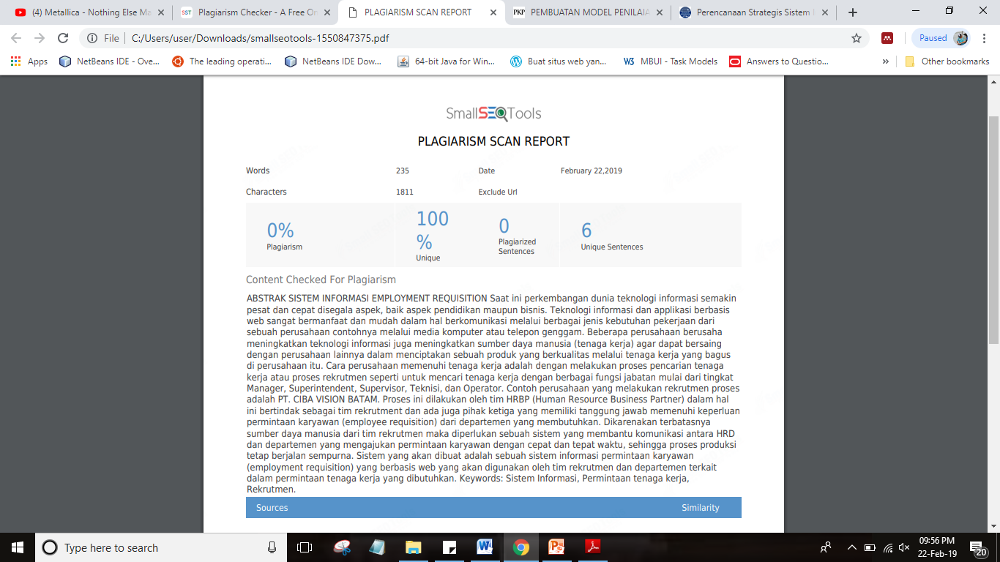 (4) Metallica - Nothing Else Ma
SST Plagiarism Checker - A Free On
PLAGIARISM SCAN REPORT
PKP PEMBUATAN MODEL PENILAIA
Perencanaan Strategis Sistem I
File C:/Users/user/Downloads/smallseotools-1550847375.pdf
Paused
Apps
NetBeans IDE - Ove...
The leading operati...
NetBeans IDE Dow...
64-bit Java for Win...
Buat situs web yan...
W3 MBUI - Task Models
Answers to Questio...
» Other bookmarks
SmallSEOTools
PLAGIARISM SCAN REPORT
Words 235 Date February 22,2019
Characters 1811 Exclude Url
0%
Plagiarism
100
%
Unique
0
Plagiarized
Sentences
6
Unique Sentences
Content Checked For Plagiarism
ABSTRAK SISTEM INFORMASI EMPLOYMENT REQUISITION Saat ini perkembangan dunia teknologi informasi semakin
pesat dan cepat disegala aspek, baik aspek pendidikan maupun bisnis. Teknologi informasi dan applikasi berbasis
web sangat bermanfaat dan mudah dalam hal berkomunikasi melalui berbagai jenis kebutuhan pekerjaan dari
sebuah perusahaan contohnya melalui media komputer atau telepon genggam. Beberapa perusahaan berusaha
meningkatkan teknologi informasi juga meningkatkan sumber daya manusia (tenaga kerja) agar dapat bersaing
dengan perusahaan lainnya dalam menciptakan sebuah produk yang berkualitas melalui tenaga kerja yang bagus
di perusahaan itu. Cara perusahaan memenuhi tenaga kerja adalah dengan melakukan proses pencarian tenaga
kerja atau proses rekrutmen seperti untuk mencari tenaga kerja dengan berbagai fungsi jabatan mulai dari tingkat
Manager, Superintendent, Supervisor, Teknisi, dan Operator. Contoh perusahaan yang melakukan rekrutmen proses
adalah PT. CIBA VISION BATAM. Proses ini dilakukan oleh tim HRBP (Human Resource Business Partner) dalam hal
ini bertindak sebagai tim rekrutment dan ada juga pihak ketiga yang memiliki tanggung jawab memenuhi keperluan
permintaan karyawan (employee requisition) dari departemen yang membutuhkan. Dikarenakan terbatasnya
sumber daya manusia dari tim rekrutmen maka diperlukan sebuah sistem yang membantu komunikasi antara HRD
dan departemen yang mengajukan permintaan karyawan dengan cepat dan tepat waktu, sehingga proses produksi
tetap berjalan sempurna. Sistem yang akan dibuat adalah sebuah sistem informasi permintaan karyawan
(employment requisition) yang berbasis web yang akan digunakan oleh tim rekrutmen dan departemen terkait
dalam permintaan tenaga kerja yang dibutuhkan. Keywords: Sistem Informasi, Permintaan tenaga kerja,
Rekrutmen.
Sources Similarity
Type here to search
09:56 PM
22-Feb-19
20